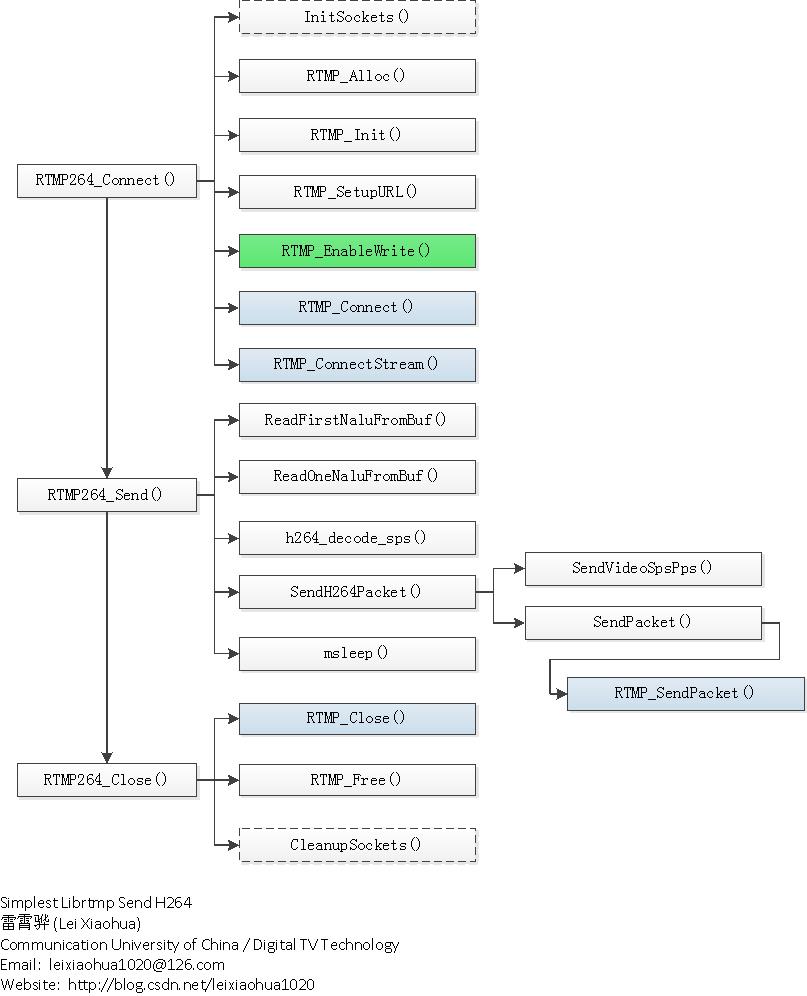 InitSockets()
RTMP_Alloc()
RTMP_Init()
RTMP264_Connect()
RTMP_SetupURL()
RTMP_EnableWrite()
RTMP_Connect()
RTMP_ConnectStream()
ReadFirstNaluFromBuf()
ReadOneNaluFromBuf()
RTMP264_Send()
h264_decode_sps()
SendH264Packet()
SendVideoSpsPps()
SendPacket()
msleep()
RTMP_SendPacket()
RTMP_Close()
RTMP264_Close()
RTMP_Free()
CleanupSockets()
Simplest Librtmp Send H264
雷霄骅 (Lei Xiaohua)
Communication University of China / Digital TV Technology
Email: leixiaohua1020@126.com
Website: http://blog.csdn.net/leixiaohua1020